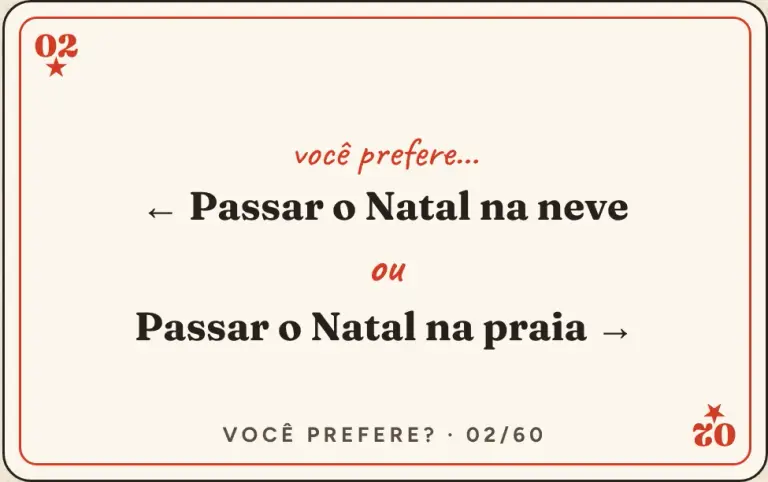 02
★
você prefere...
← Passar o Natal na neve
ou
Passar o Natal na praia →
VOCÊ PREFERE? · 02/60
★
02